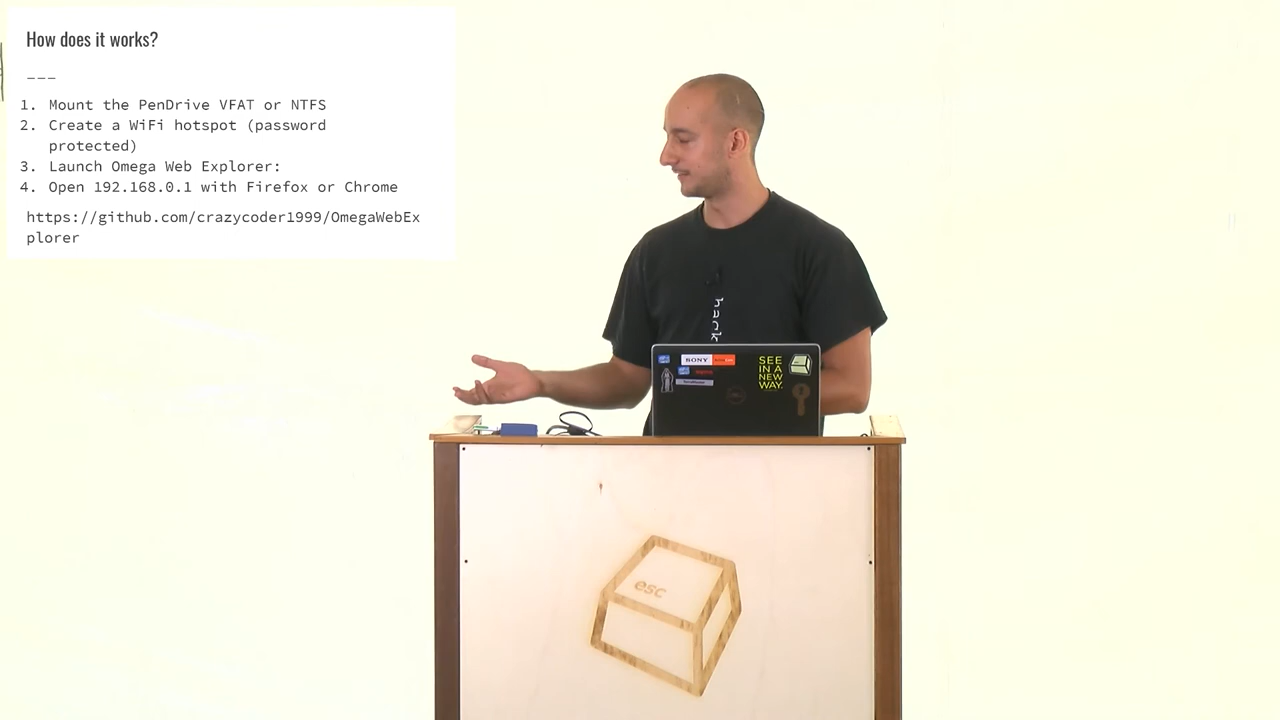 How does it works?
---
1. Mount the PenDrive VFAT or NTFS
2. Create a WiFi hotspot (password
protected)
3. Launch Omega Web Explorer:
4. Open 192.168.0.1 with Firefox or Chrome
https://github.com/crazycoder1999/OmegaWebEx
plorer
hack
SONY
SEE
IN A
NEW
WAY.
esc